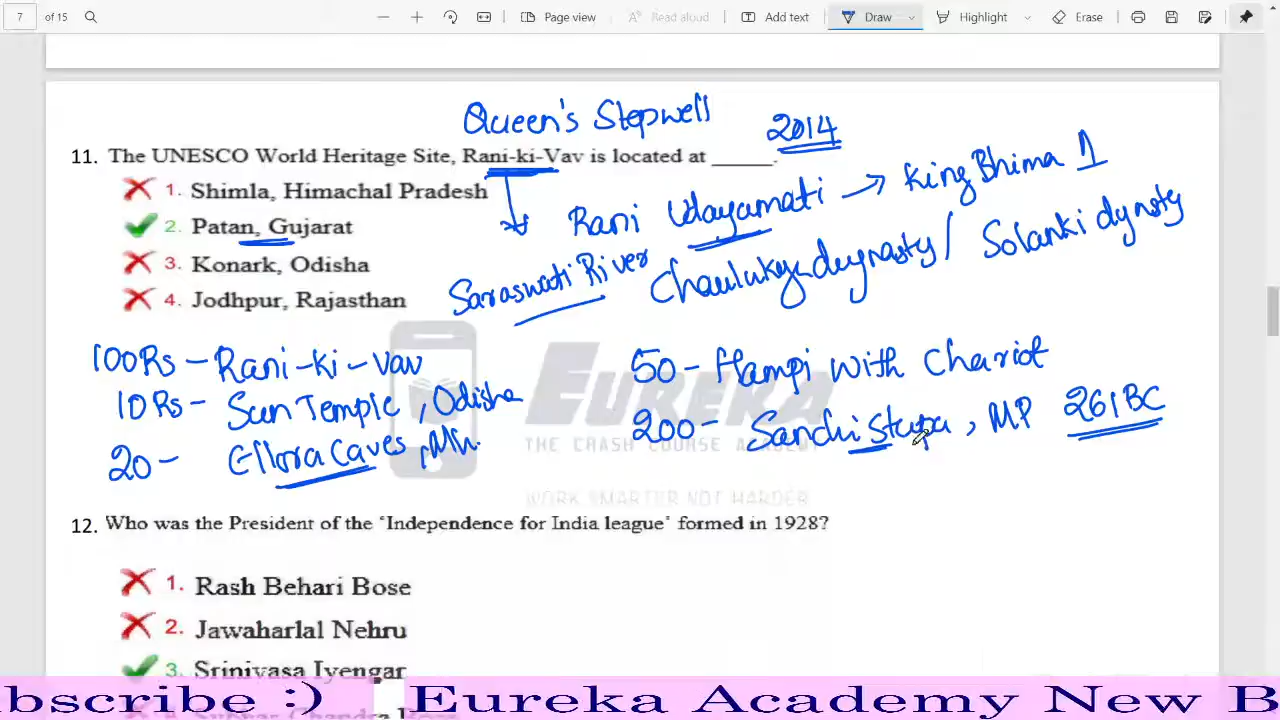 7 of 15 Page view Read aloud Add text Draw Highlight Erase
Queen's Stepwell
2014
11. The UNESCO World Heritage Site, Rani-ki-Vav is located at _____.
1. Shimla, Himachal Pradesh
2. Patan, Gujarat
3. Konark, Odisha
4. Jodhpur, Rajasthan
Rani Udayamati → King Bhima 1
Saraswati River
Chaulukya dynasty / Solanki dynasty
100Rs - Rani-ki-vav
10Rs - Sun Temple, Odisha
20 - Ellora Caves, MH.
50 - Hampi with Chariot
200 - Sanchi Stupa, MP 261 BC
EUREKA
THE CRASH COURSE ACADEMY
WORK SMARTER NOT HARDER
12. Who was the President of the 'Independence for India league' formed in 1928?
1. Rash Behari Bose
2. Jawaharlal Nehru
3. Srinivasa Iyengar
bscribe :) Eureka Academy New B